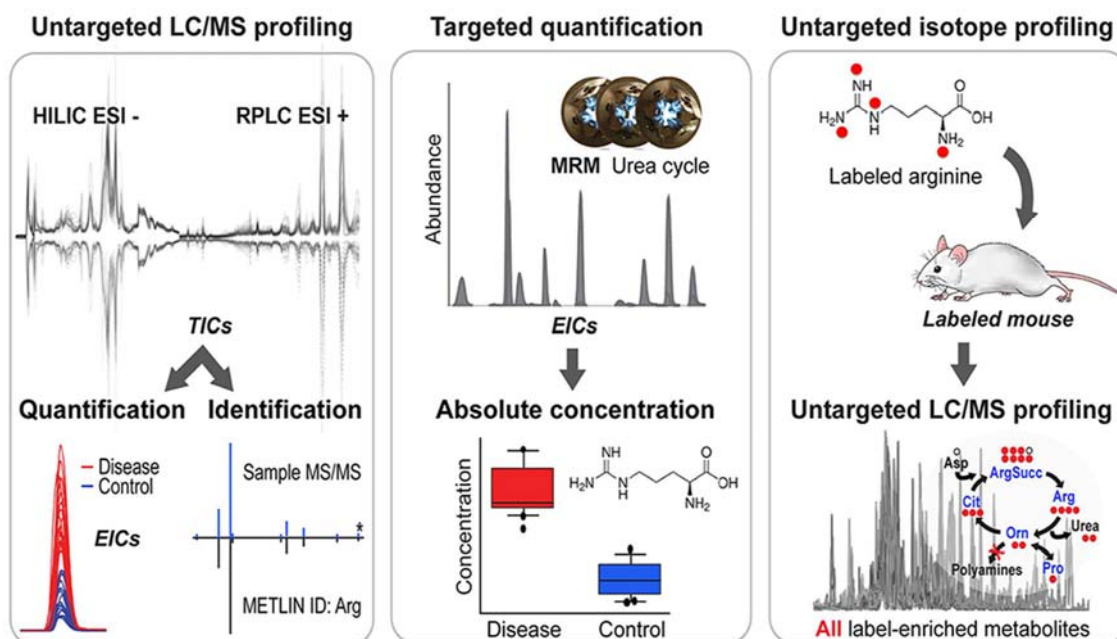 Untargeted LC/MS profiling
HILIC ESI -
RPLC ESI +
TICs
Quantification
Identification
Disease
Control
EICs
Sample MS/MS
*
METLIN ID: Arg
Targeted quantification
MRM Urea cycle
Abundance
EICs
Absolute concentration
Concentration
NH
H₂N
N
H
O
OH
NH₂
Disease
Control
Untargeted isotope profiling
NH
H₂N
N
H
O
OH
NH₂
Labeled arginine
Labeled mouse
Untargeted LC/MS profiling
Asp
ArgSucc
Cit
Arg
Orn
Urea
Polyamines
Pro
All label-enriched metabolites